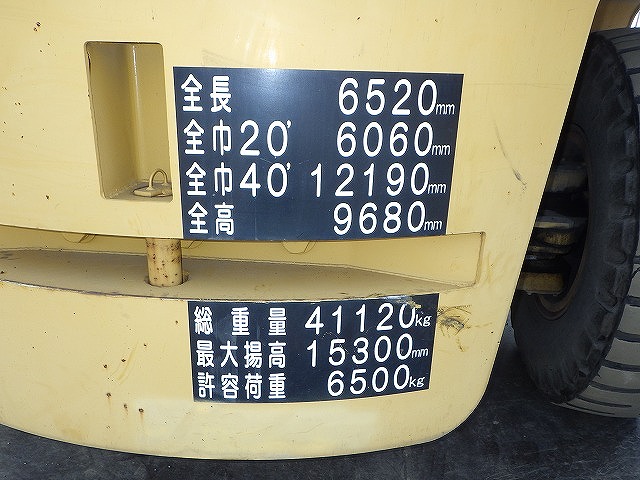 全長 6520mm
全巾20' 6060mm
全巾40' 12190mm
全高 9680mm
総重量 41120kg
最大揚高 15300mm
許容荷重 6500kg